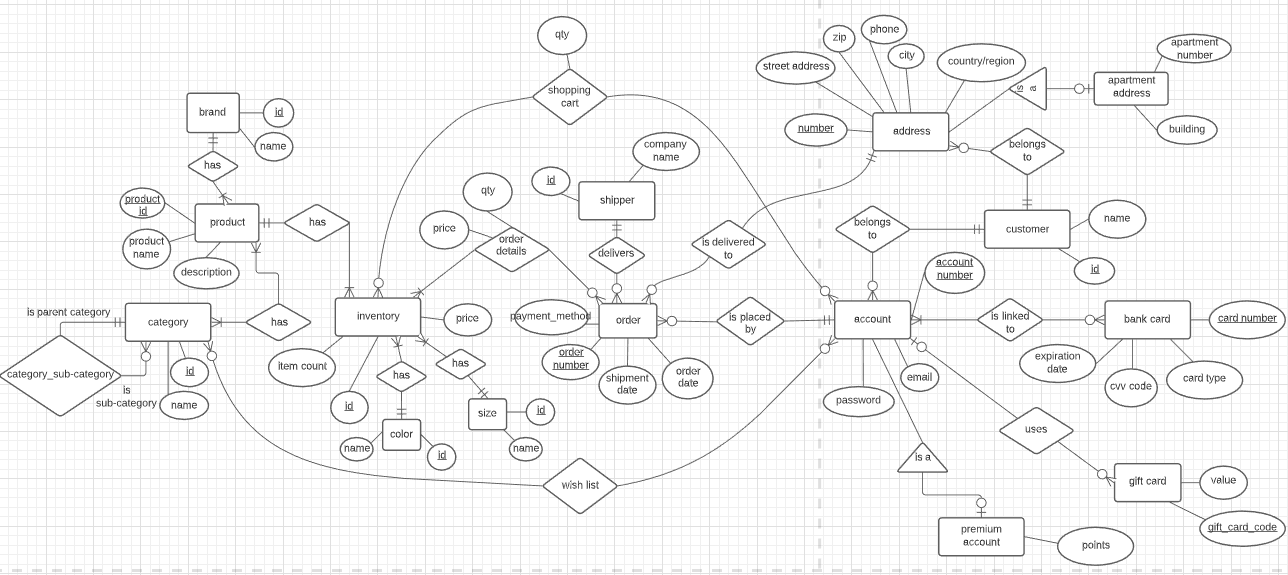 qty
shopping
cart
zip
phone
city
street address
country/region
number
address
is a
apartment
address
apartment
number
building
belongs
to
brand
id
name
has
product
id
product
name
description
product
has
company
name
id
shipper
delivers
qty
price
order
details
is delivered
to
belongs
to
customer
name
id
account
number
is parent category
category
has
category_sub-category
is
sub-category
id
name
inventory
price
item count
id
has
has
color
name
id
size
id
name
payment_method
order
order
number
shipment
date
order
date
is placed
by
account
password
email
is linked
to
bank card
card number
expiration
date
cvv code
card type
uses
gift card
value
gift_card_code
is a
premium
account
points
wish list